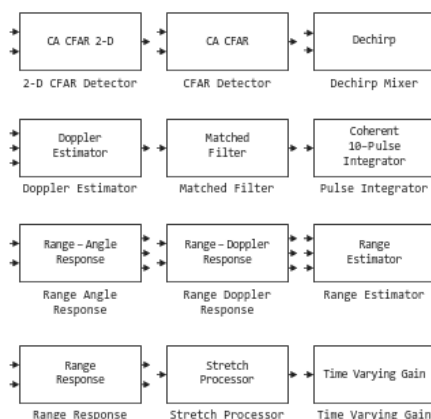 CA CFAR 2-D
CA CFAR
Dechirp
2-D CFAR Detector
CFAR Detector
Dechirp Mixer
Doppler
Estimator
Matched
Filter
Coherent
10-Pulse
Integrator
Doppler Estimator
Matched Filter
Pulse Integrator
Range-Angle
Response
Range-Doppler
Response
Range
Estimator
Range Angle
Response
Range Doppler
Response
Range Estimator
Range
Response
Stretch
Processor
Time Varying Gain
Range Response
Stretch Processor
Time Varying Gain